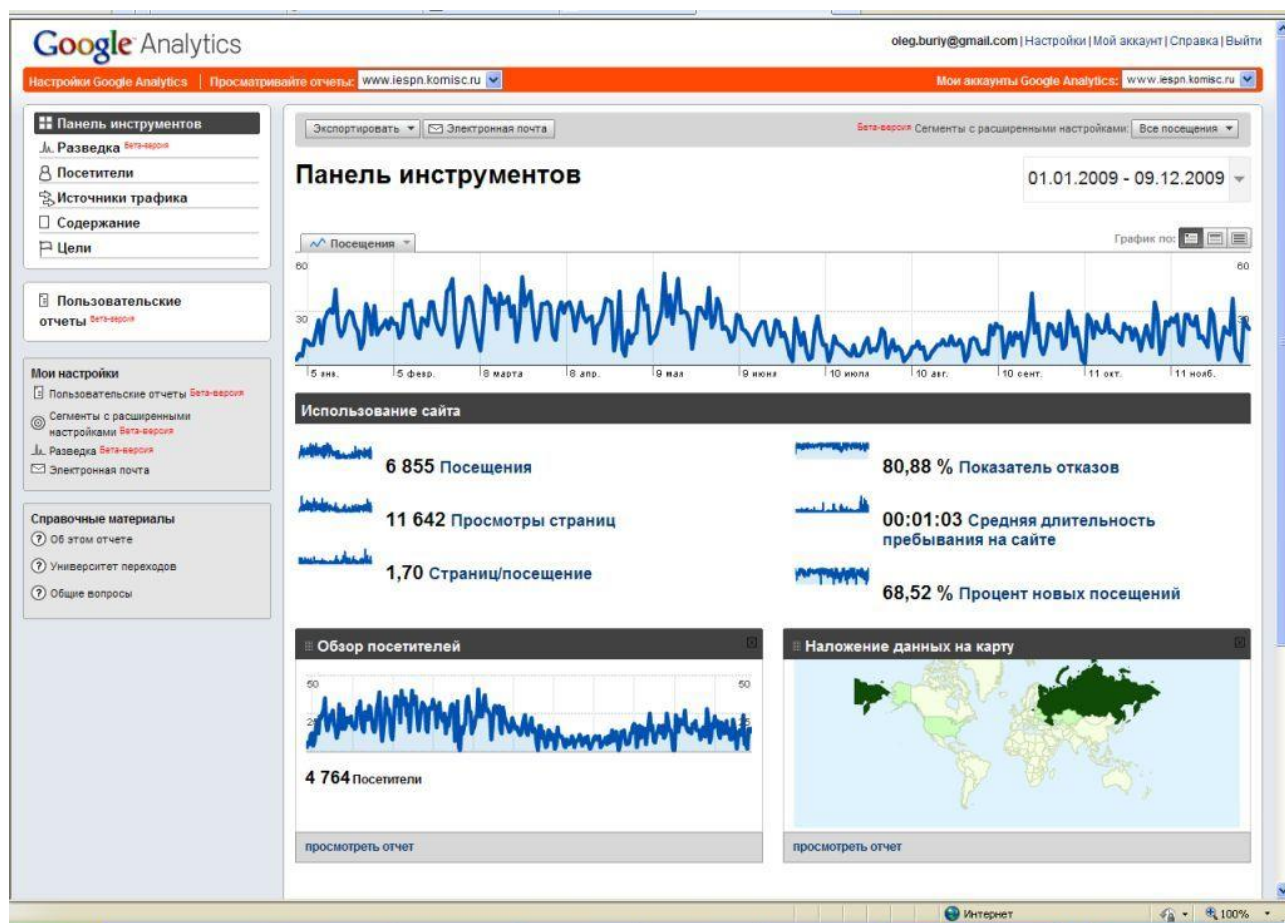 Google Analytics
oleg.buriy@gmail.com | Настройки | Мой аккаунт | Справка | Выйти
Настройки Google Analytics | Просматривайте отчеты: www.iespn.komisc.ru
Мои аккаунты Google Analytics: www.iespn.komisc.ru
Панель инструментов
Разведка Бета-версия
Посетители
Источники трафика
Содержание
Цели
Пользовательские
отчеты Бета-версия
Мои настройки
Пользовательские отчеты Бета-версия
Сегменты с расширенными
настройками Бета-версия
Разведка Бета-версия
Электронная почта
Справочные материалы
Об этом отчете
Университет переходов
Общие вопросы
Экспортировать Электронная почта
Бета-версия Сегменты с расширенными настройками: Все посещения
Панель инструментов
01.01.2009 - 09.12.2009
Посещения
График по:
60 60
30 30
5 янв. 5 февр. 8 марта 8 апр. 9 мая 9 июня 10 июля 10 авг. 10 сент. 11 окт. 11 нояб.
Использование сайта
6 855 Посещения
11 642 Просмотры страниц
1,70 Страниц/посещение
80,88 % Показатель отказов
00:01:03 Средняя длительность
пребывания на сайте
68,52 % Процент новых посещений
Обзор посетителей
50 50
25 25
4 764 Посетители
просмотреть отчет
Наложение данных на карту
просмотреть отчет
Интернет
100%